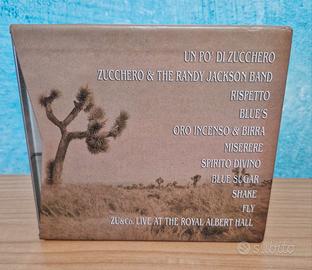 UN PO' DI ZUCCHERO
ZUCCHERO & THE RANDY JACKSON BAND
RISPETTO
BLUE'S
ORO INCENSO & BIRRA
MISERERE
SPIRITO DIVINO
BLUE SUGAR
SHAKE
FLY
ZU&Co. LIVE AT THE ROYAL ALBERT HALL
subito